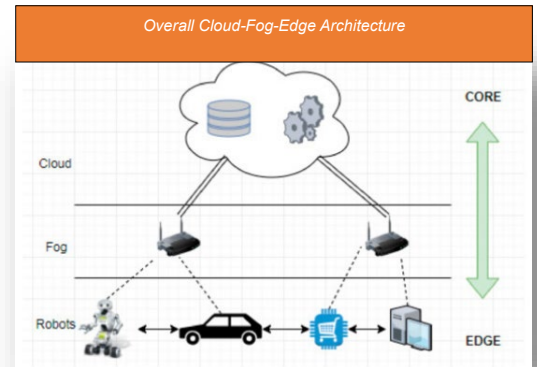 Overall Cloud-Fog-Edge Architecture
CORE
Cloud
Fog
Robots
EDGE